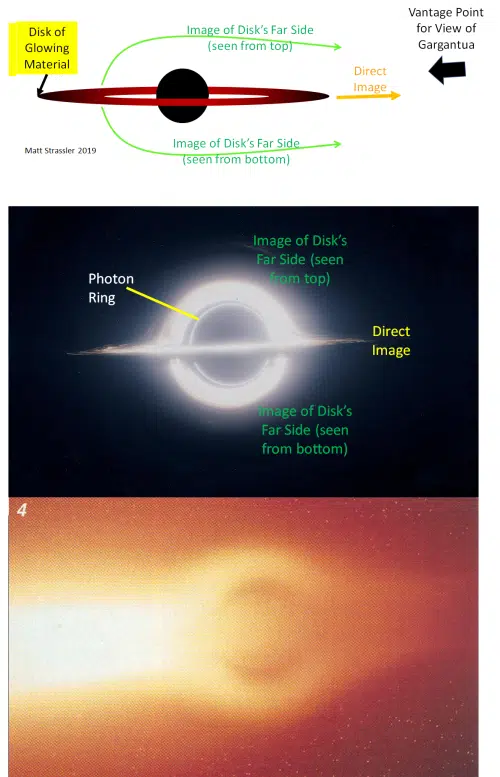 Disk of
Glowing
Material
Image of Disk's Far Side
(seen from top)
Vantage Point
for View of
Gargantua
Direct
Image
Matt Strassler 2019
Image of Disk's Far Side
(seen from bottom)
Image of Disk's
Far Side (seen
from top)
Photon
Ring
Direct
Image
Image of Disk's
Far Side (seen
from bottom)
4